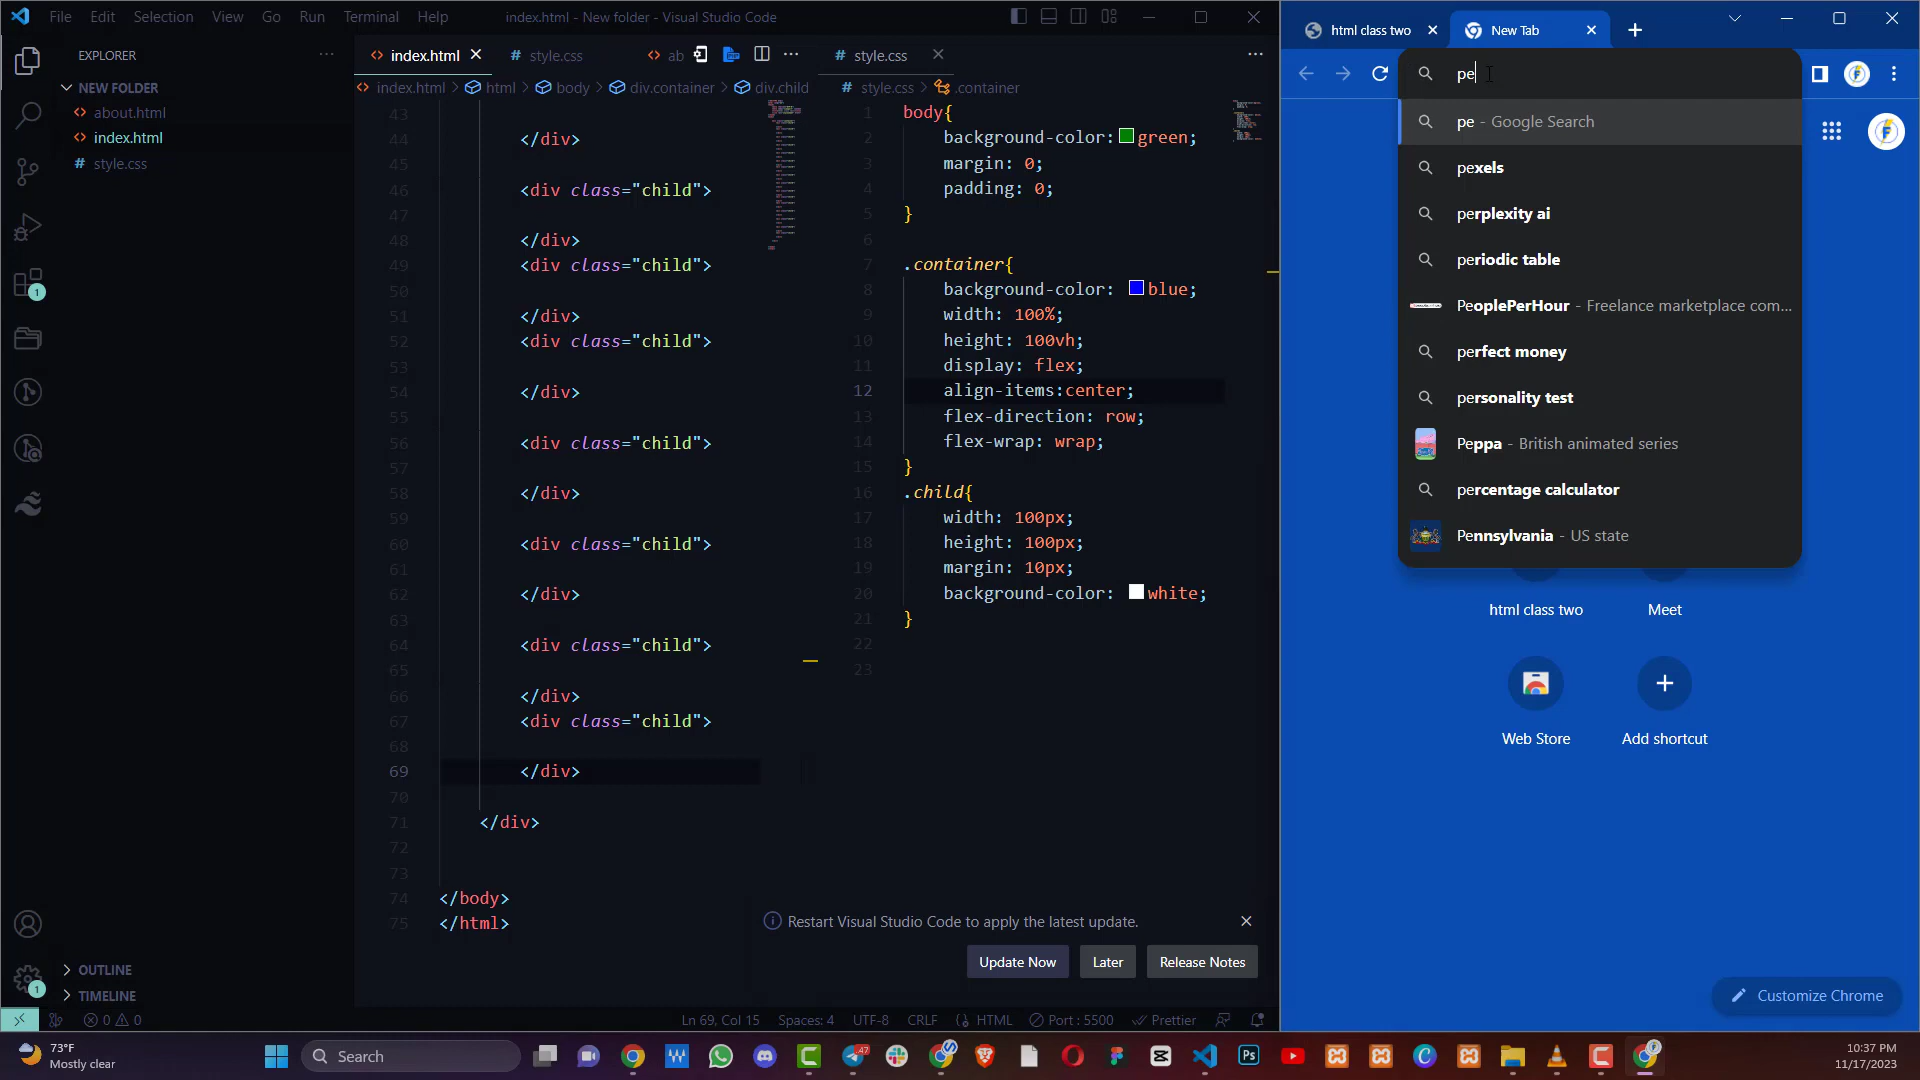 File Edit Selection View Go Run Terminal Help
index.html - New folder - Visual Studio Code
EXPLORER
NEW FOLDER
about.html
index.html
style.css
OUTLINE
TIMELINE
index.html
style.css
ab
index.html > html > body > div.container > div.child
43
44 </div>
45
46 <div class="child">
47
48 </div>
49 <div class="child">
50
51 </div>
52 <div class="child">
53
54 </div>
55
56 <div class="child">
57
58 </div>
59
60 <div class="child">
61
62 </div>
63
64 <div class="child">
65
66 </div>
67 <div class="child">
68
69 </div>
70
71 </div>
72
73
74 </body>
75 </html>
style.css
style.css > .container
1 body{
2 background-color: green;
3 margin: 0;
4 padding: 0;
5 }
6
7 .container{
8 background-color: blue;
9 width: 100%;
10 height: 100vh;
11 display: flex;
12 align-items:center;
13 flex-direction: row;
14 flex-wrap: wrap;
15 }
16 .child{
17 width: 100px;
18 height: 100px;
19 margin: 10px;
20 background-color: white;
21 }
22
23
Restart Visual Studio Code to apply the latest update.
Update Now
Later
Release Notes
0 0
Ln 69, Col 15
Spaces: 4
UTF-8
CRLF
HTML
Port : 5500
Prettier
html class two
New Tab
pe
pe - Google Search
pexels
perplexity ai
periodic table
PeoplePerHour - Freelance marketplace com...
perfect money
personality test
Peppa - British animated series
percentage calculator
Pennsylvania - US state
html class two
Meet
Web Store
Add shortcut
Customize Chrome
73°F
Mostly clear
Search
47
10:37 PM
11/17/2023